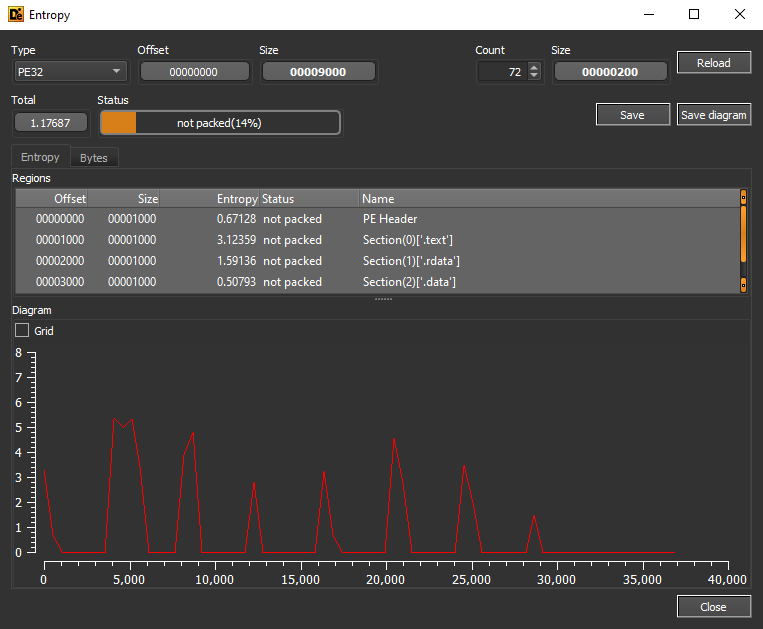 Entropy
Type Offset Size Count Size
PE32 00000000 00009000 72 00000200 Reload
Total Status
1.17687 not packed(14%) Save Save diagram
Entropy Bytes
Regions
Offset Size Entropy Status Name
00000000 00001000 0.67128 not packed PE Header
00001000 00001000 3.12359 not packed Section(0)['.text']
00002000 00001000 1.59136 not packed Section(1)['.rdata']
00003000 00001000 0.50793 not packed Section(2)['.data']
Diagram
Grid
8
7
6
5
4
3
2
1
0
0 5,000 10,000 15,000 20,000 25,000 30,000 35,000 40,000
Close